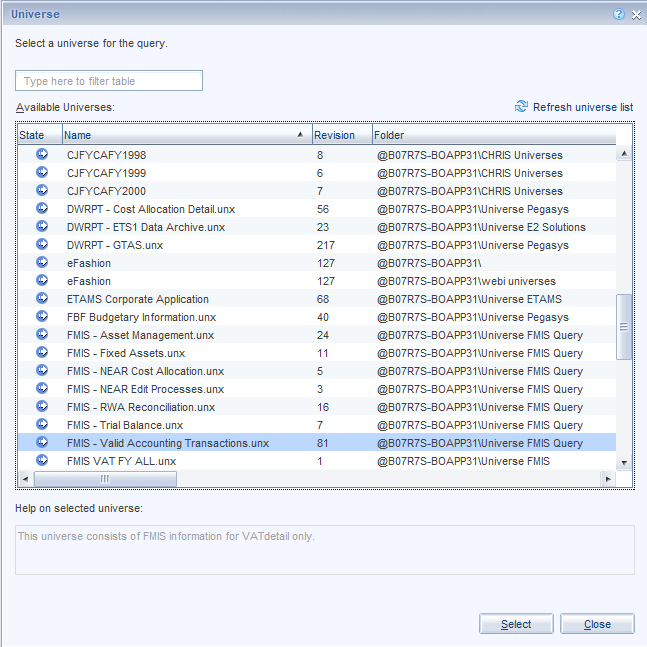 Universe
Select a universe for the query.
Type here to filter table
Available Universes: Refresh universe list
State Name Revision Folder
CJFYCAFY1998 8 @B07R7S-BOAPP31\CHRIS Universes
CJFYCAFY1999 6 @B07R7S-BOAPP31\CHRIS Universes
CJFYCAFY2000 7 @B07R7S-BOAPP31\CHRIS Universes
DWRPT - Cost Allocation Detail.unx 56 @B07R7S-BOAPP31\Universe Pegasys
DWRPT - ETS1 Data Archive.unx 23 @B07R7S-BOAPP31\Universe E2 Solutions
DWRPT - GTAS.unx 217 @B07R7S-BOAPP31\Universe Pegasys
eFashion 127 @B07R7S-BOAPP31\
eFashion 127 @B07R7S-BOAPP31\webi universes
ETAMS Corporate Application 68 @B07R7S-BOAPP31\Universe ETAMS
FBF Budgetary Information.unx 40 @B07R7S-BOAPP31\Universe Pegasys
FMIS - Asset Management.unx 24 @B07R7S-BOAPP31\Universe FMIS Query
FMIS - Fixed Assets.unx 11 @B07R7S-BOAPP31\Universe FMIS Query
FMIS - NEAR Cost Allocation.unx 5 @B07R7S-BOAPP31\Universe FMIS Query
FMIS - NEAR Edit Processes.unx 3 @B07R7S-BOAPP31\Universe FMIS Query
FMIS - RWA Reconciliation.unx 16 @B07R7S-BOAPP31\Universe FMIS Query
FMIS - Trial Balance.unx 7 @B07R7S-BOAPP31\Universe FMIS Query
FMIS - Valid Accounting Transactions.unx 81 @B07R7S-BOAPP31\Universe FMIS Query
FMIS VAT FY ALL.unx 1 @B07R7S-BOAPP31\Universe FMIS
Help on selected universe:
This universe consists of FMIS information for VATdetail only.
Select Close